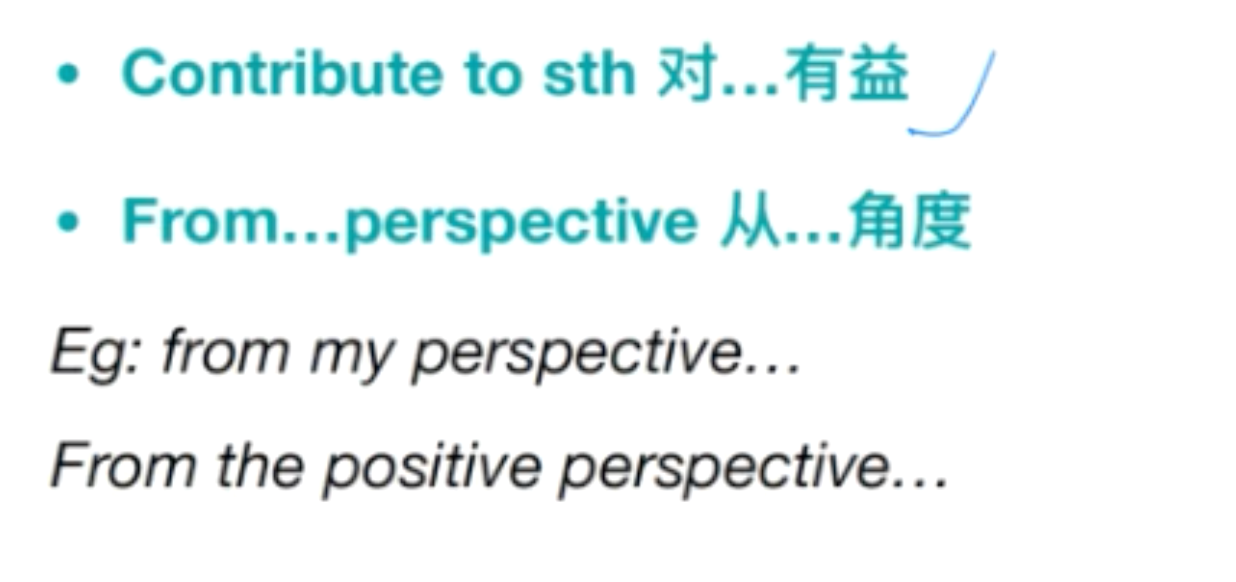 • Contribute to sth 对…有益
• From…perspective 从…角度
Eg: from my perspective…
From the positive perspective…